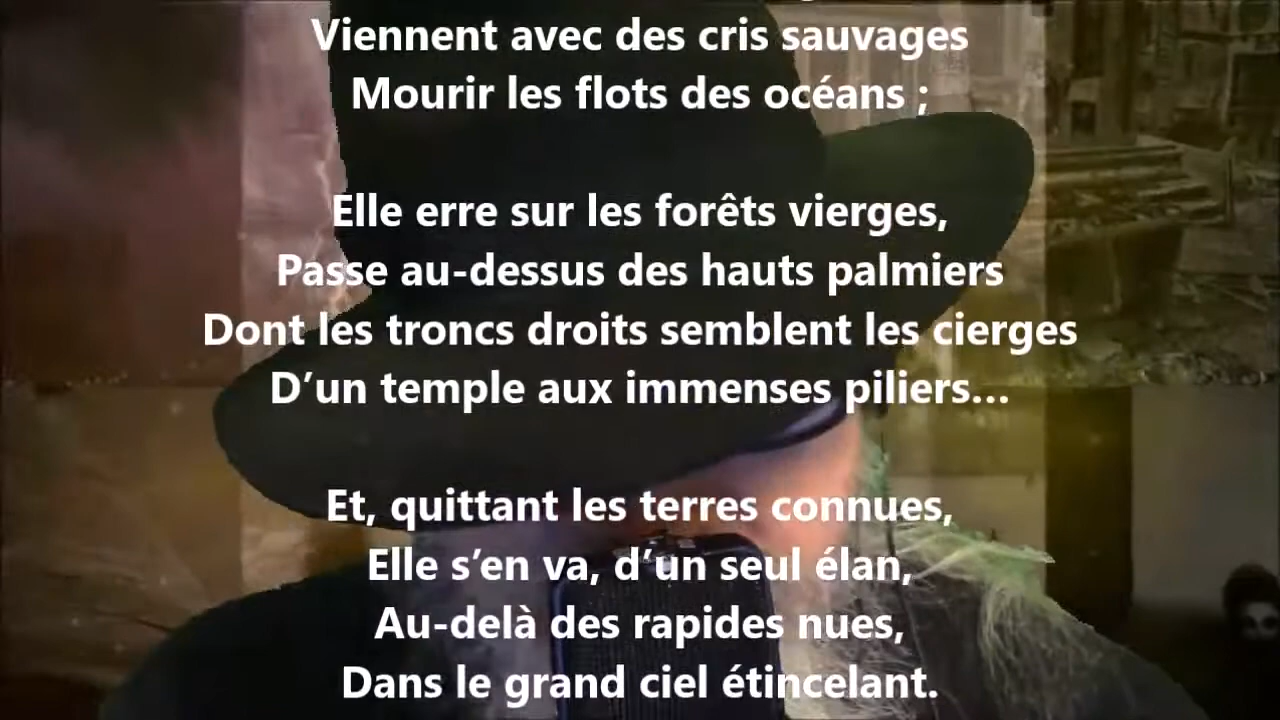 Viennent avec des cris sauvages
Mourir les flots des océans ;
Elle erre sur les forêts vierges,
Passe au-dessus des hauts palmiers
Dont les troncs droits semblent les cierges
D’un temple aux immenses piliers…
Et, quittant les terres connues,
Elle s’en va, d’un seul élan,
Au-delà des rapides nues,
Dans le grand ciel étincelant.